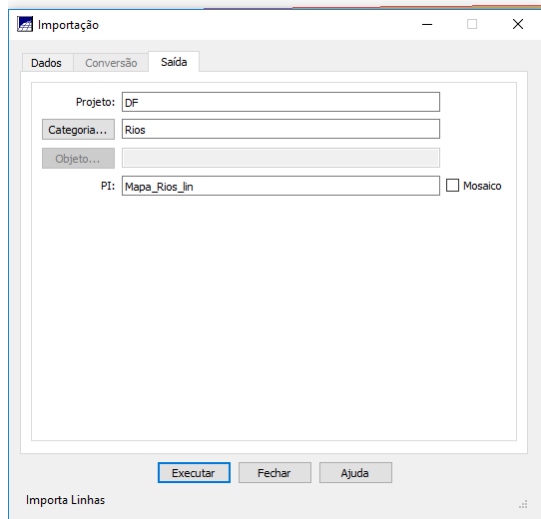 Importação
Dados Conversão Saída
Projeto: DF
Categoria... Rios
Objeto...
PI: Mapa_Rios_lin Mosaico
Executar Fechar Ajuda
Importa Linhas